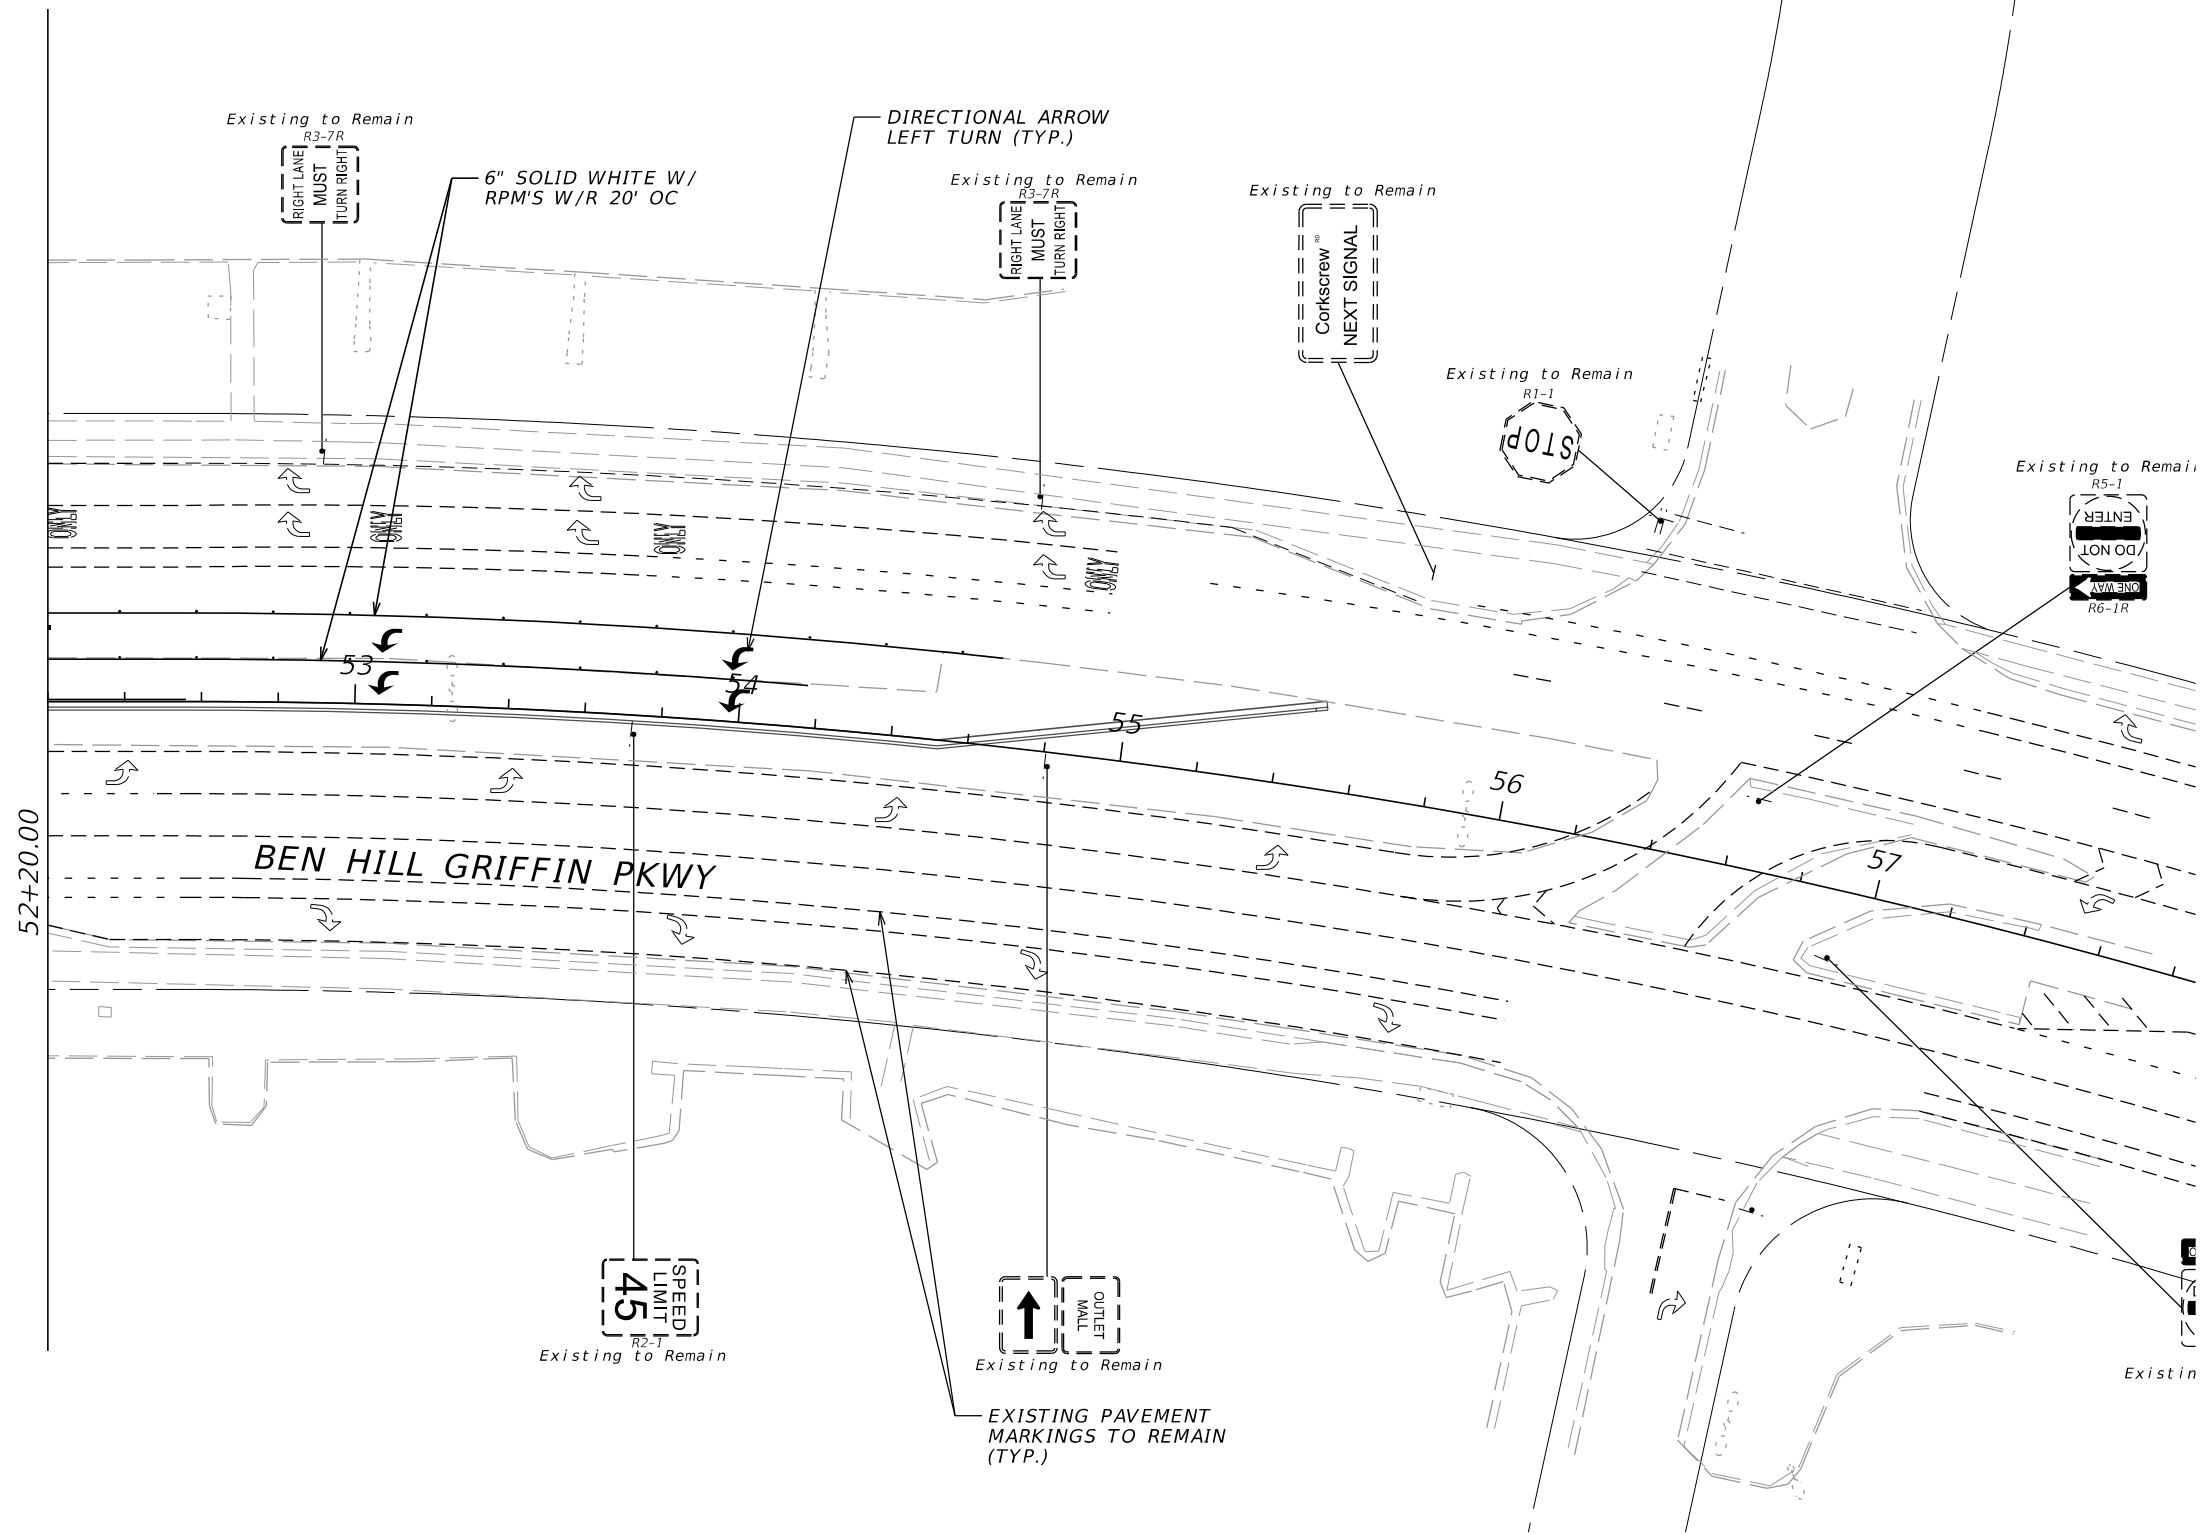 Existing to Remain
R3-7R
RIGHT LANE
MUST
TURN RIGHT
6" SOLID WHITE W/
RPM'S W/R 20' OC
DIRECTIONAL ARROW
LEFT TURN (TYP.)
Existing to Remain
R3-7R
RIGHT LANE
MUST
TURN RIGHT
Existing to Remain
Corkscrew RD
NEXT SIGNAL
Existing to Remain
R1-1
STOP
Existing to Remain
R5-1
DO NOT
ENTER
ONE WAY
R6-1R
ONLY
ONLY
ONLY
ONLY
53
54
55
56
57
52+20.00
BEN HILL GRIFFIN PKWY
SPEED
LIMIT
45
R2-1
Existing to Remain
OUTLET
MALL
Existing to Remain
EXISTING PAVEMENT
MARKINGS TO REMAIN
(TYP.)
Existin